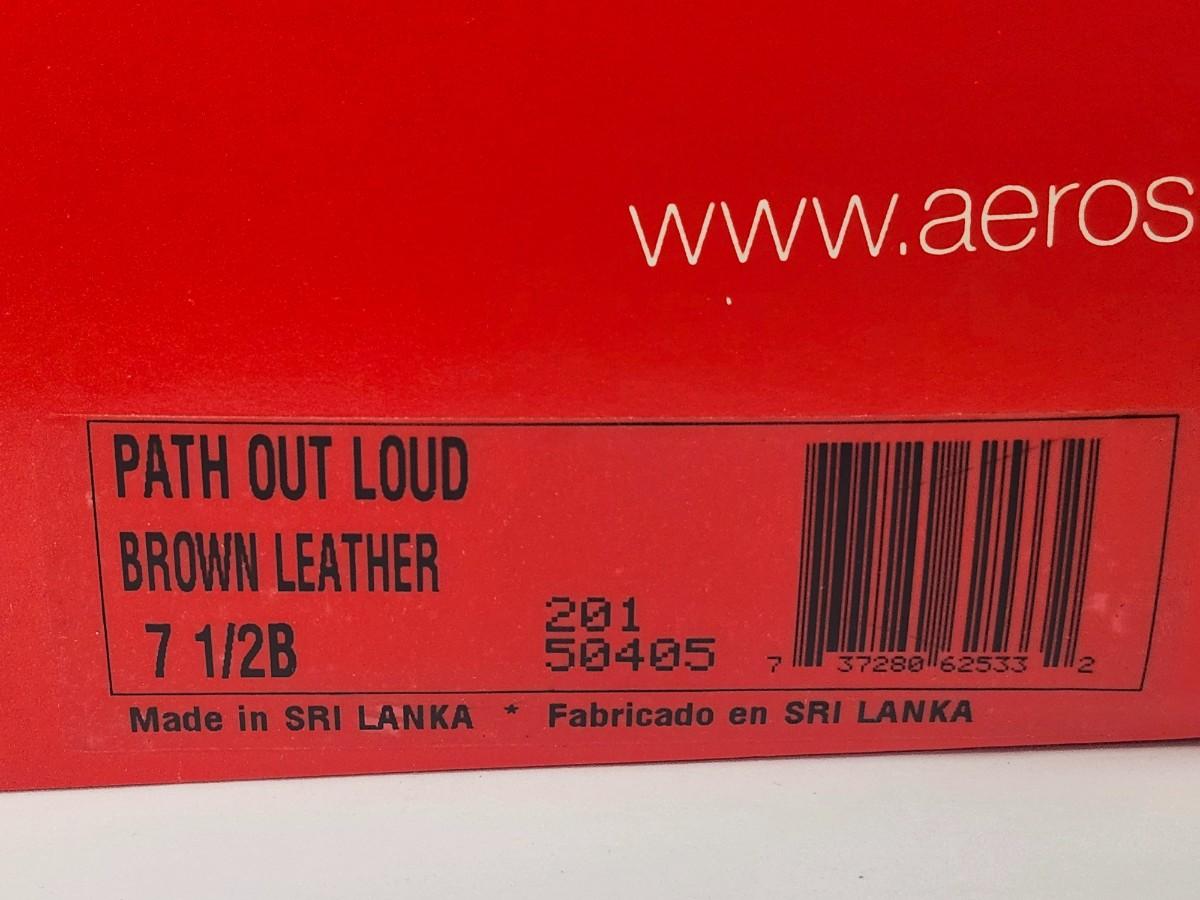 www.aeros
PATH OUT LOUD
BROWN LEATHER
7 1/2B
201
50405
7 37280 62533 2
Made in SRI LANKA * Fabricado en SRI LANKA